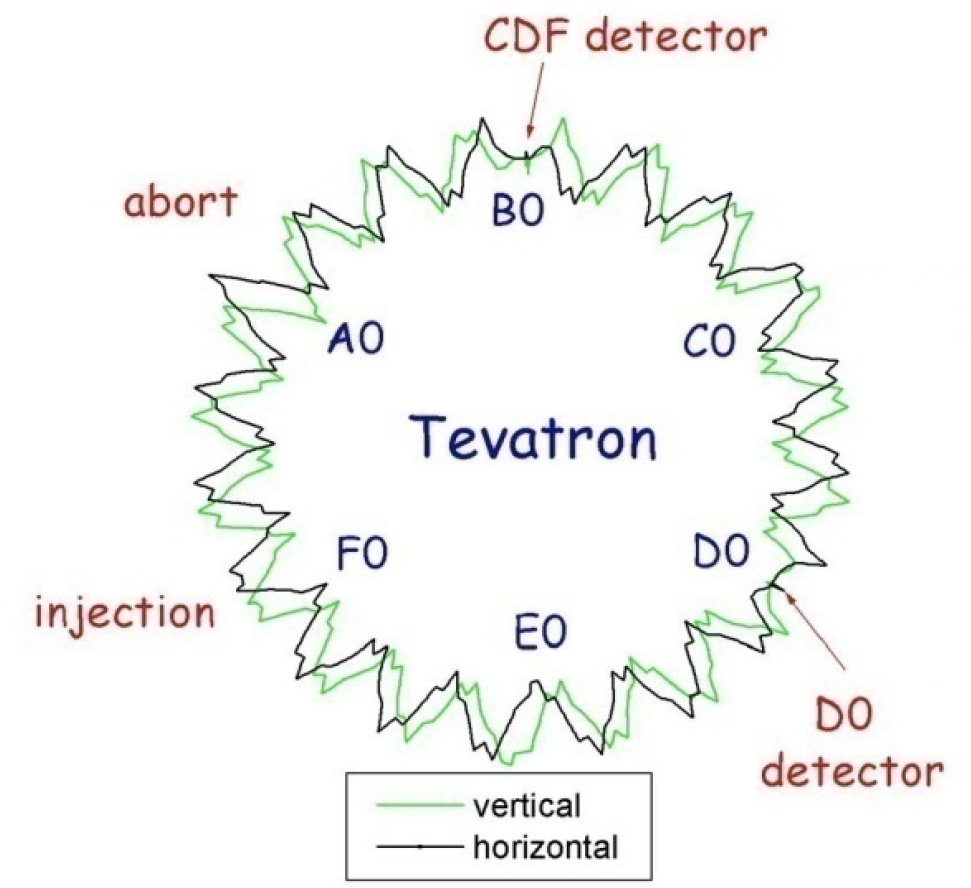 CDF detector
abort
B0
A0
C0
Tevatron
F0
D0
injection
E0
D0
detector
vertical
horizontal